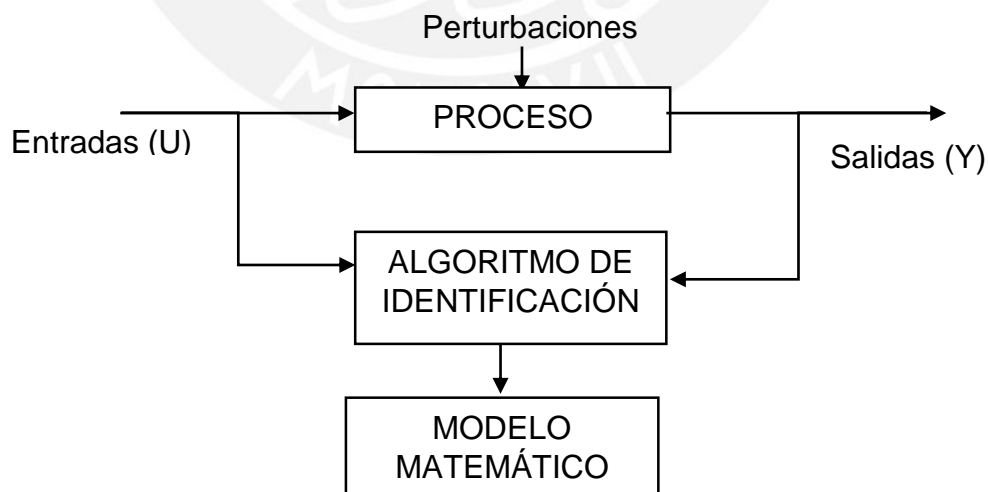 Perturbaciones
PROCESO
Entradas (U)
Salidas (Y)
ALGORITMO DE
IDENTIFICACIÓN
MODELO
MATEMÁTICO